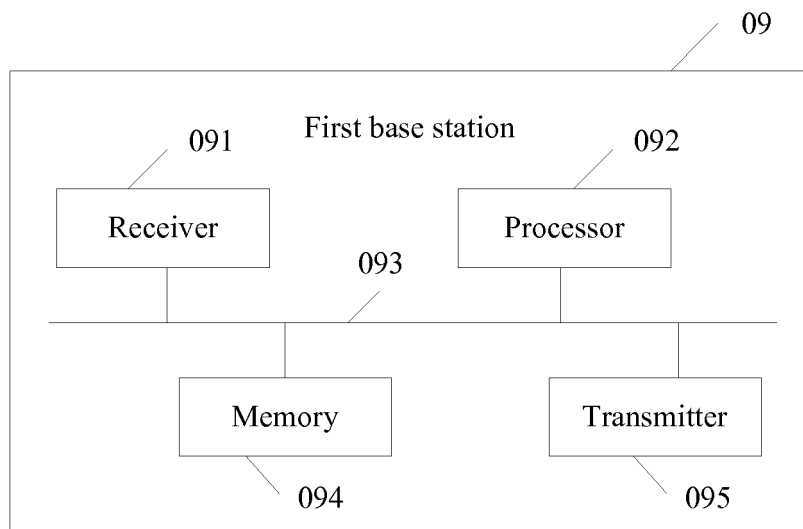 09
First base station
091
092
Receiver
Processor
093
Memory
Transmitter
094
095